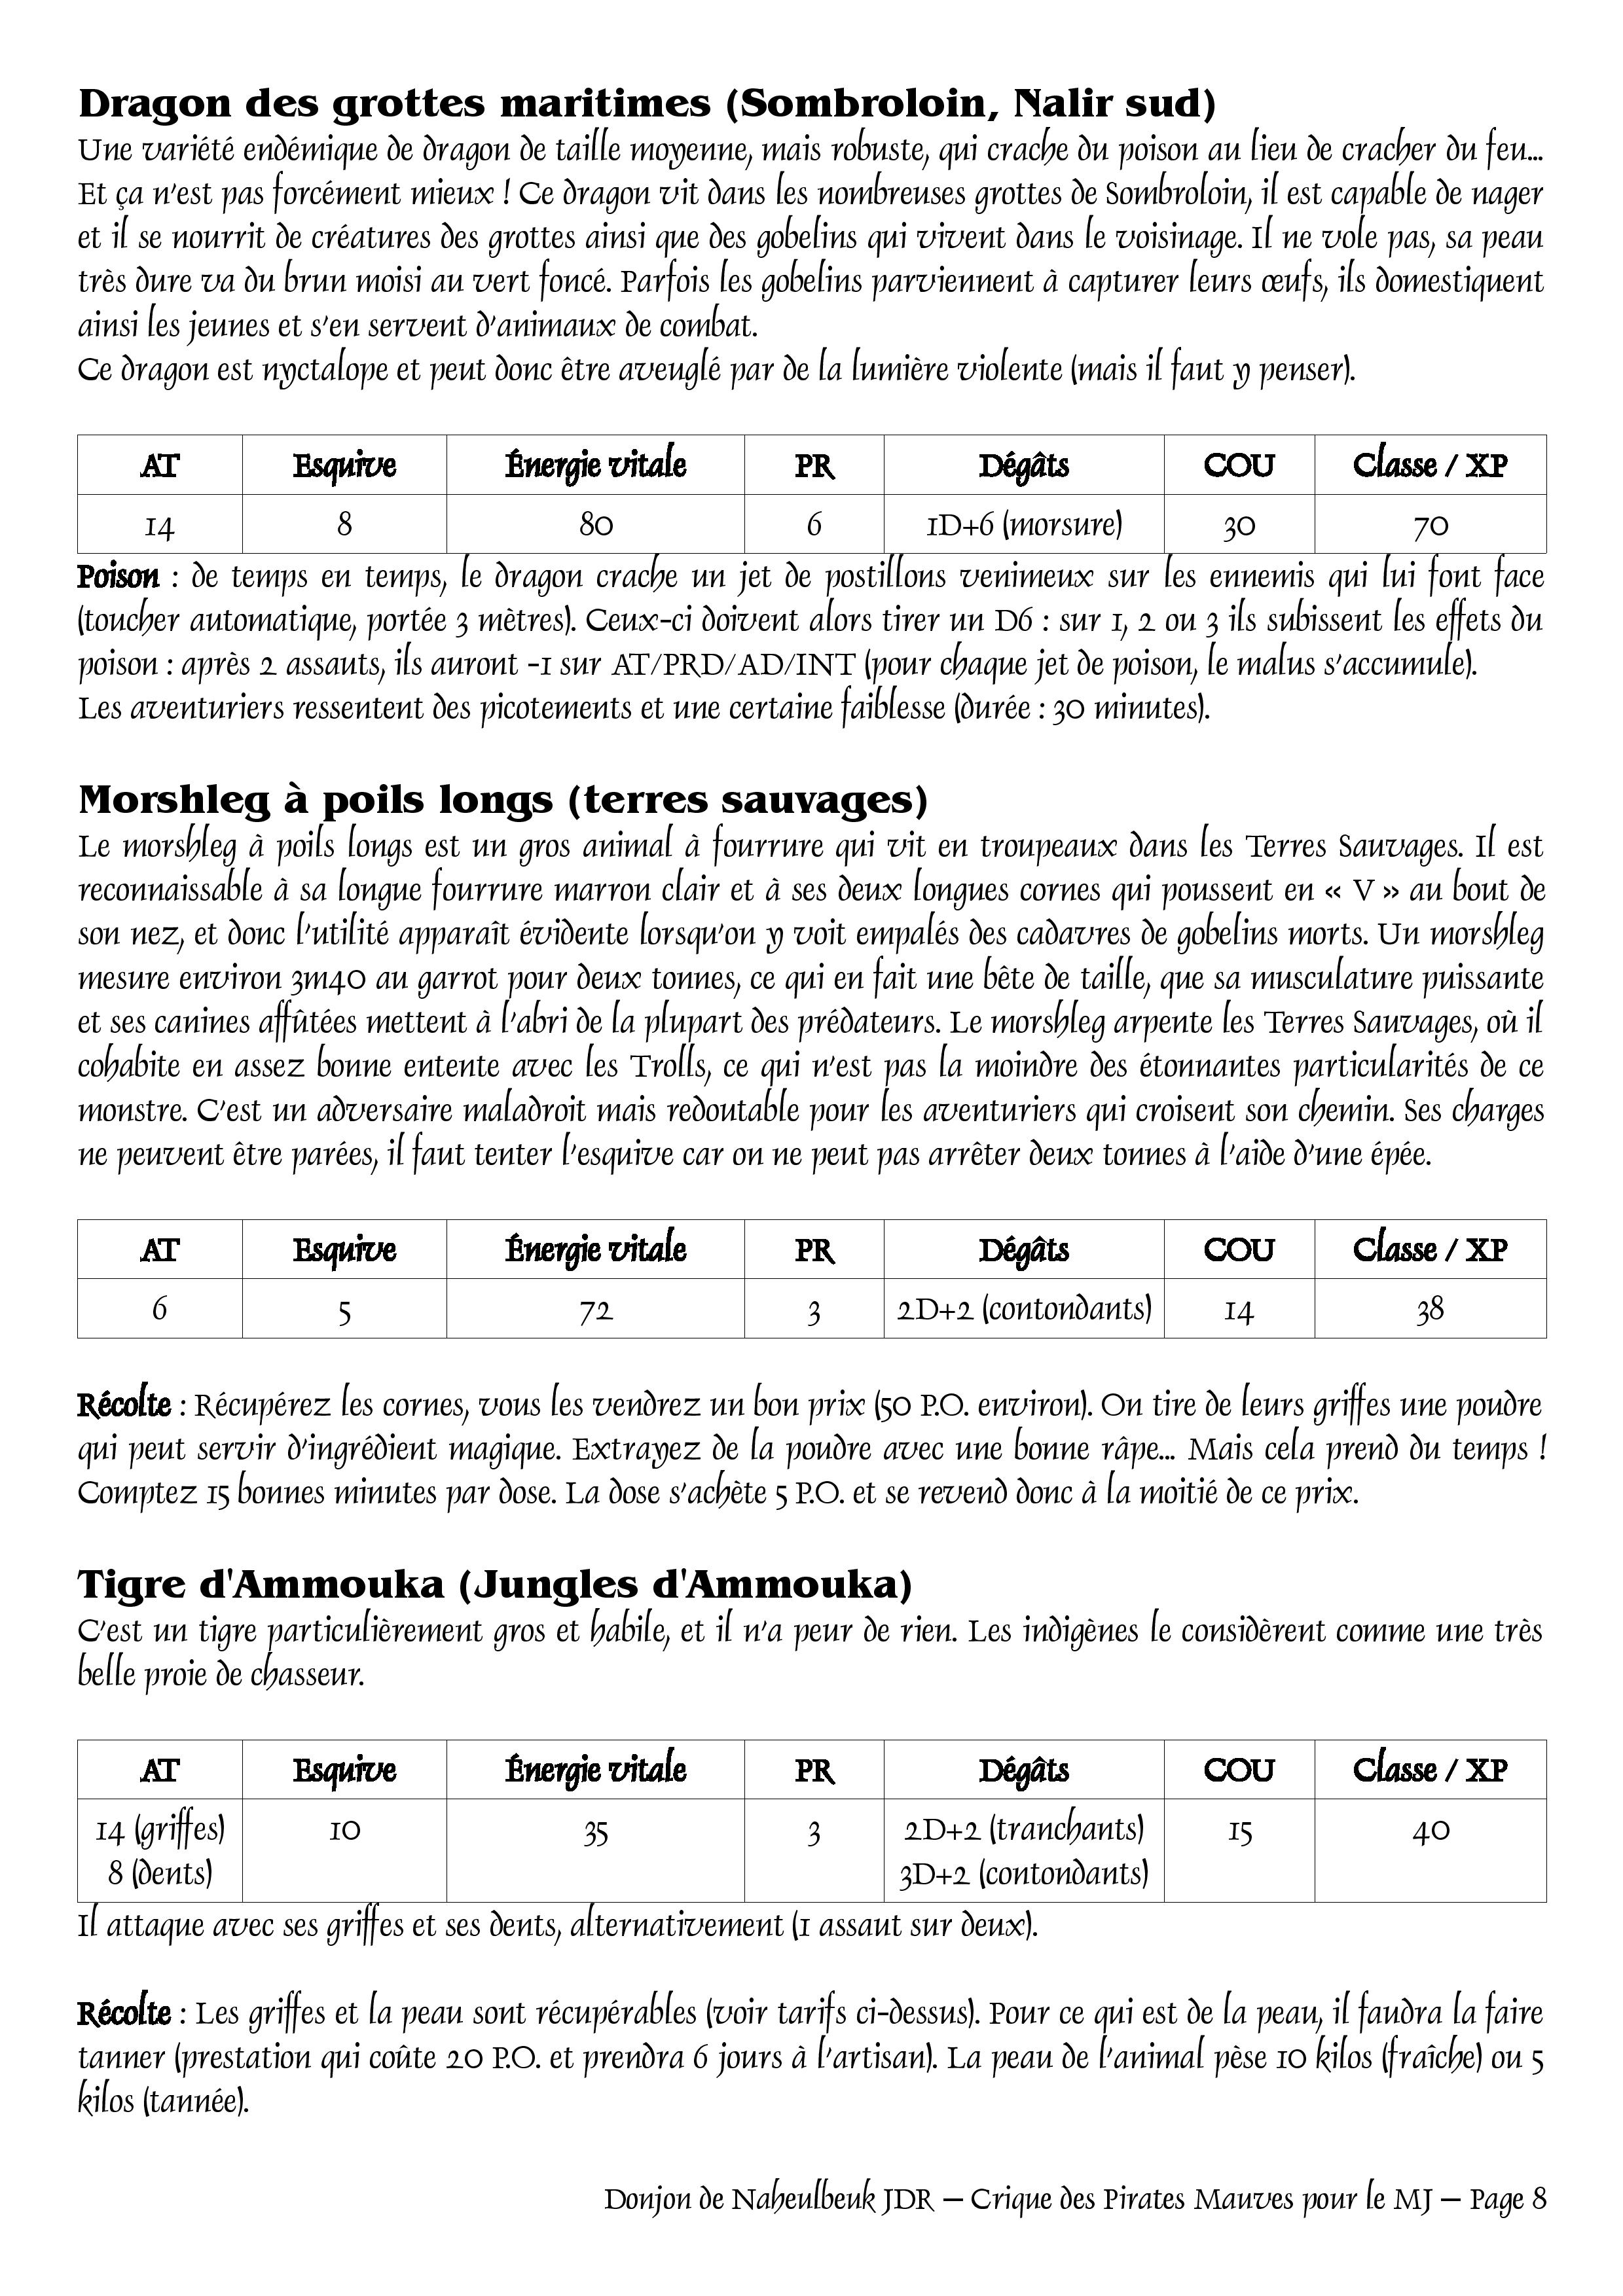 Dragon des grottes maritimes (Sombroloin, Nalir sud)
Une variété endémique de dragon de taille moyenne, mais robuste, qui crache du poison au lieu de cracher du feu...
Et ça n'est pas forcément mieux ! Ce dragon vit dans les nombreuses grottes de Sombroloin, il est capable de nager
et il se nourrit de créatures des grottes ainsi que des gobelins qui vivent dans le voisinage. Il ne vole pas, sa peau
très dure va du brun moisi au vert foncé. Parfois les gobelins parviennent à capturer leurs œufs, ils domestiquent
ainsi les jeunes et s'en servent d'animaux de combat.
Ce dragon est nyctalope et peut donc être aveuglé par de la lumière violente (mais il faut y penser).
AT Esquive Énergie vitale PR Dégâts COU Classe / XP
14 8 80 6 1D+6 (morsure) 30 70
Poison : de temps en temps, le dragon crache un jet de postillons venimeux sur les ennemis qui lui font face
(toucher automatique, portée 3 mètres). Ceux-ci doivent alors tirer un D6 : sur 1, 2 ou 3 ils subissent les effets du
poison : après 2 assauts, ils auront -1 sur AT/PRD/AD/INT (pour chaque jet de poison, le malus s'accumule).
Les aventuriers ressentent des picotements et une certaine faiblesse (durée : 30 minutes).
Morshleg à poils longs (terres sauvages)
Le morshleg à poils longs est un gros animal à fourrure qui vit en troupeaux dans les Terres Sauvages. Il est
reconnaissable à sa longue fourrure marron clair et à ses deux longues cornes qui poussent en « V » au bout de
son nez, et donc l'utilité apparaît évidente lorsqu'on y voit empalés des cadavres de gobelins morts. Un morshleg
mesure environ 3m40 au garrot pour deux tonnes, ce qui en fait une bête de taille, que sa musculature puissante
et ses canines affûtées mettent à l'abri de la plupart des prédateurs. Le morshleg arpente les Terres Sauvages, où il
cohabite en assez bonne entente avec les Trolls, ce qui n'est pas la moindre des étonnantes particularités de ce
monstre. C'est un adversaire maladroit mais redoutable pour les aventuriers qui croisent son chemin. Ses charges
ne peuvent être parées, il faut tenter l'esquive car on ne peut pas arrêter deux tonnes à l'aide d'une épée.
AT Esquive Énergie vitale PR Dégâts COU Classe / XP
6 5 72 3 2D+2 (contondants) 14 38
Récolte : Récupérez les cornes, vous les vendrez un bon prix (50 P.O. environ). On tire de leurs griffes une poudre
qui peut servir d'ingrédient magique. Extrayez de la poudre avec une bonne râpe... Mais cela prend du temps !
Comptez 15 bonnes minutes par dose. La dose s'achète 5 P.O. et se revend donc à la moitié de ce prix.
Tigre d'Ammouka (Jungles d'Ammouka)
C'est un tigre particulièrement gros et habile, et il n'a peur de rien. Les indigènes le considèrent comme une très
belle proie de chasseur.
AT Esquive Énergie vitale PR Dégâts COU Classe / XP
14 (griffes) 10 35 3 2D+2 (tranchants) 15 40
8 (dents) 3D+2 (contondants)
Il attaque avec ses griffes et ses dents, alternativement (1 assaut sur deux).
Récolte : Les griffes et la peau sont récupérables (voir tarifs ci-dessus). Pour ce qui est de la peau, il faudra la faire
tanner (prestation qui coûte 20 P.O. et prendra 6 jours à l'artisan). La peau de l'animal pèse 10 kilos (fraîche) ou 5
kilos (tannée).
Donjon de Naheulbeuk JDR – Crique des Pirates Mauves pour le MJ – Page 8